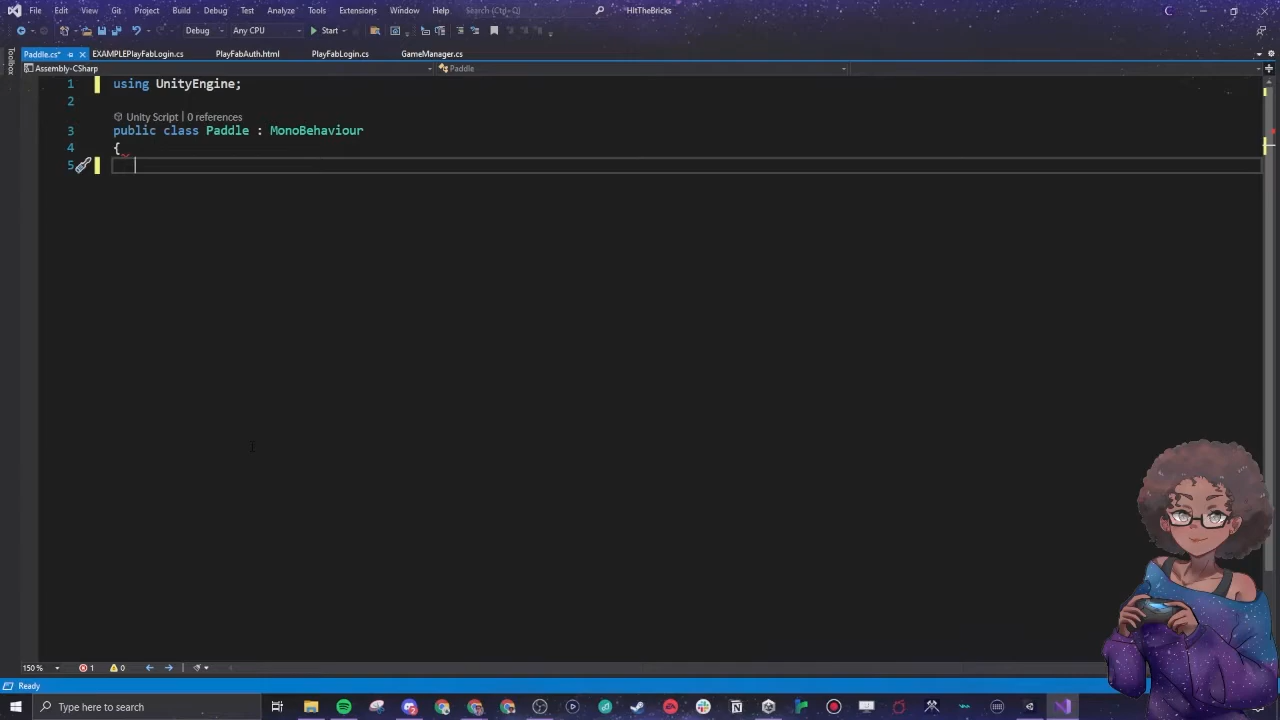 File Edit View Git Project Build Debug Test Analyze Tools Extensions Window Help Search (Ctrl+Q) HitTheBricks
Debug Any CPU Start
Paddle.cs* EXAMPLEPlayFabLogin.cs PlayFabAuth.html PlayFabLogin.cs GameManager.cs
Assembly-CSharp Paddle
1 using UnityEngine;
2
Unity Script | 0 references
3 public class Paddle : MonoBehaviour
4 {
5
150 % 1 0
Ready
Type here to search